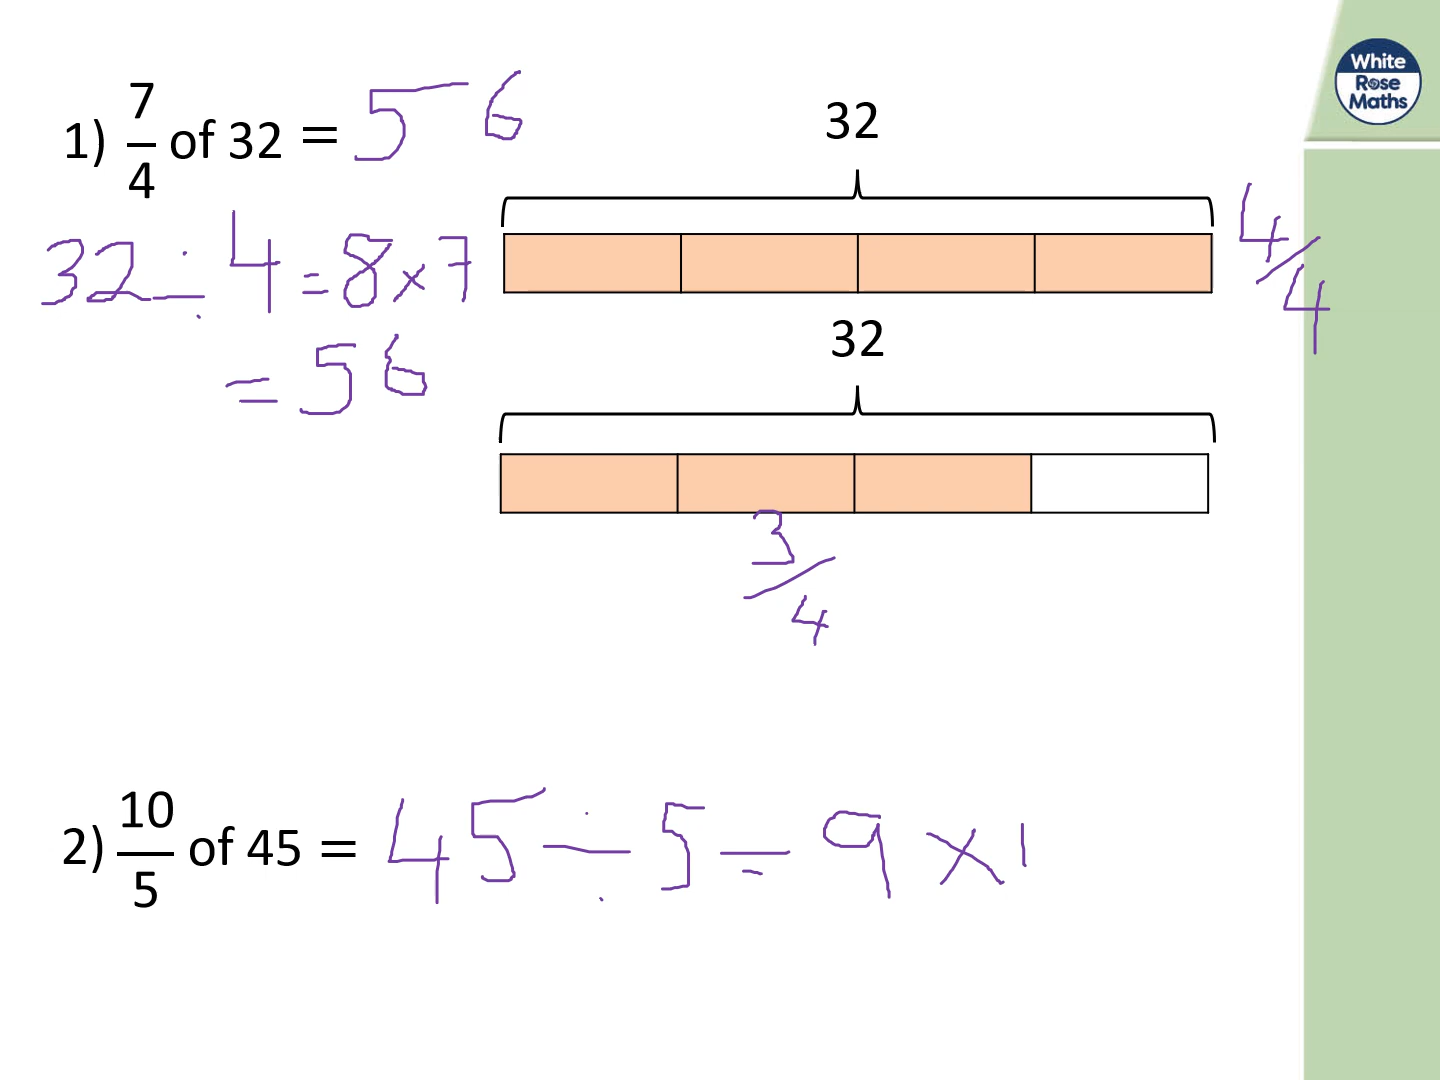 1) 7/4 of 32 = 56
32 ÷ 4 = 8 x 7
= 56
32
4/4
32
3/4
2) 10/5 of 45 = 45 ÷ 5 = 9 x 1
White
Rose
Maths